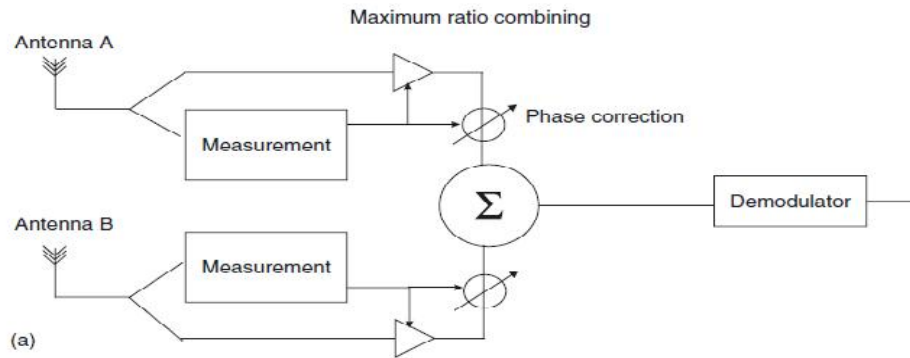 Maximum ratio combining
Antenna A
Phase correction
Measurement
Σ
Demodulator
Antenna B
Measurement
(a)